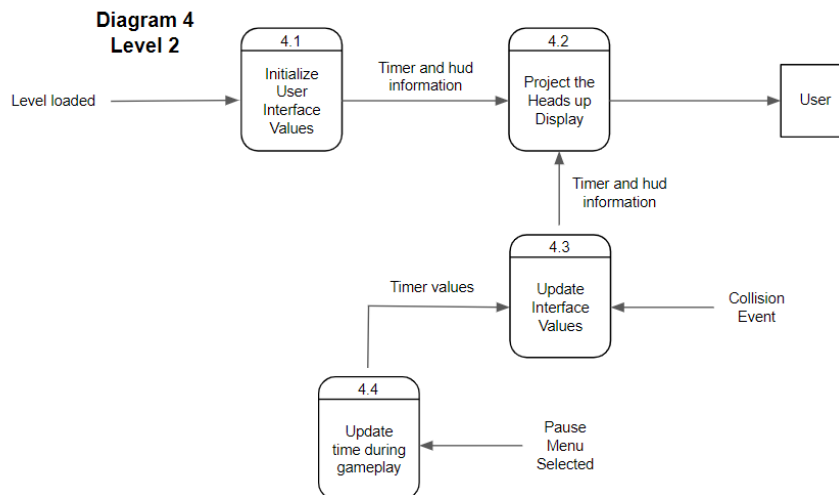 Diagram 4
Level 2
4.1
Initialize
User
Interface
Values
Level loaded
Timer and hud
information
4.2
Project the
Heads up
Display
User
Timer and hud
information
4.3
Update
Interface
Values
Timer values
Collision
Event
4.4
Update
time during
gameplay
Pause
Menu
Selected